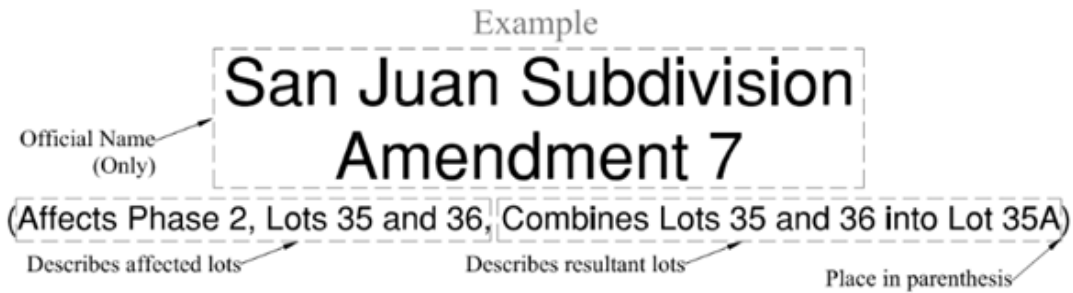 Example
San Juan Subdivision
Amendment 7
Official Name
(Only)
(Affects Phase 2, Lots 35 and 36, Combines Lots 35 and 36 into Lot 35A)
Describes affected lots
Describes resultant lots
Place in parenthesis